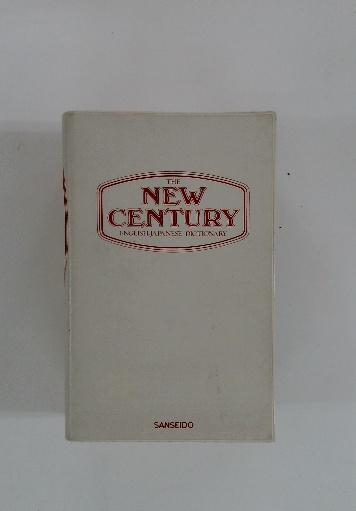 THE
NEW
CENTURY
ENGLISH-JAPANESE DICTIONARY
SANSEIDO